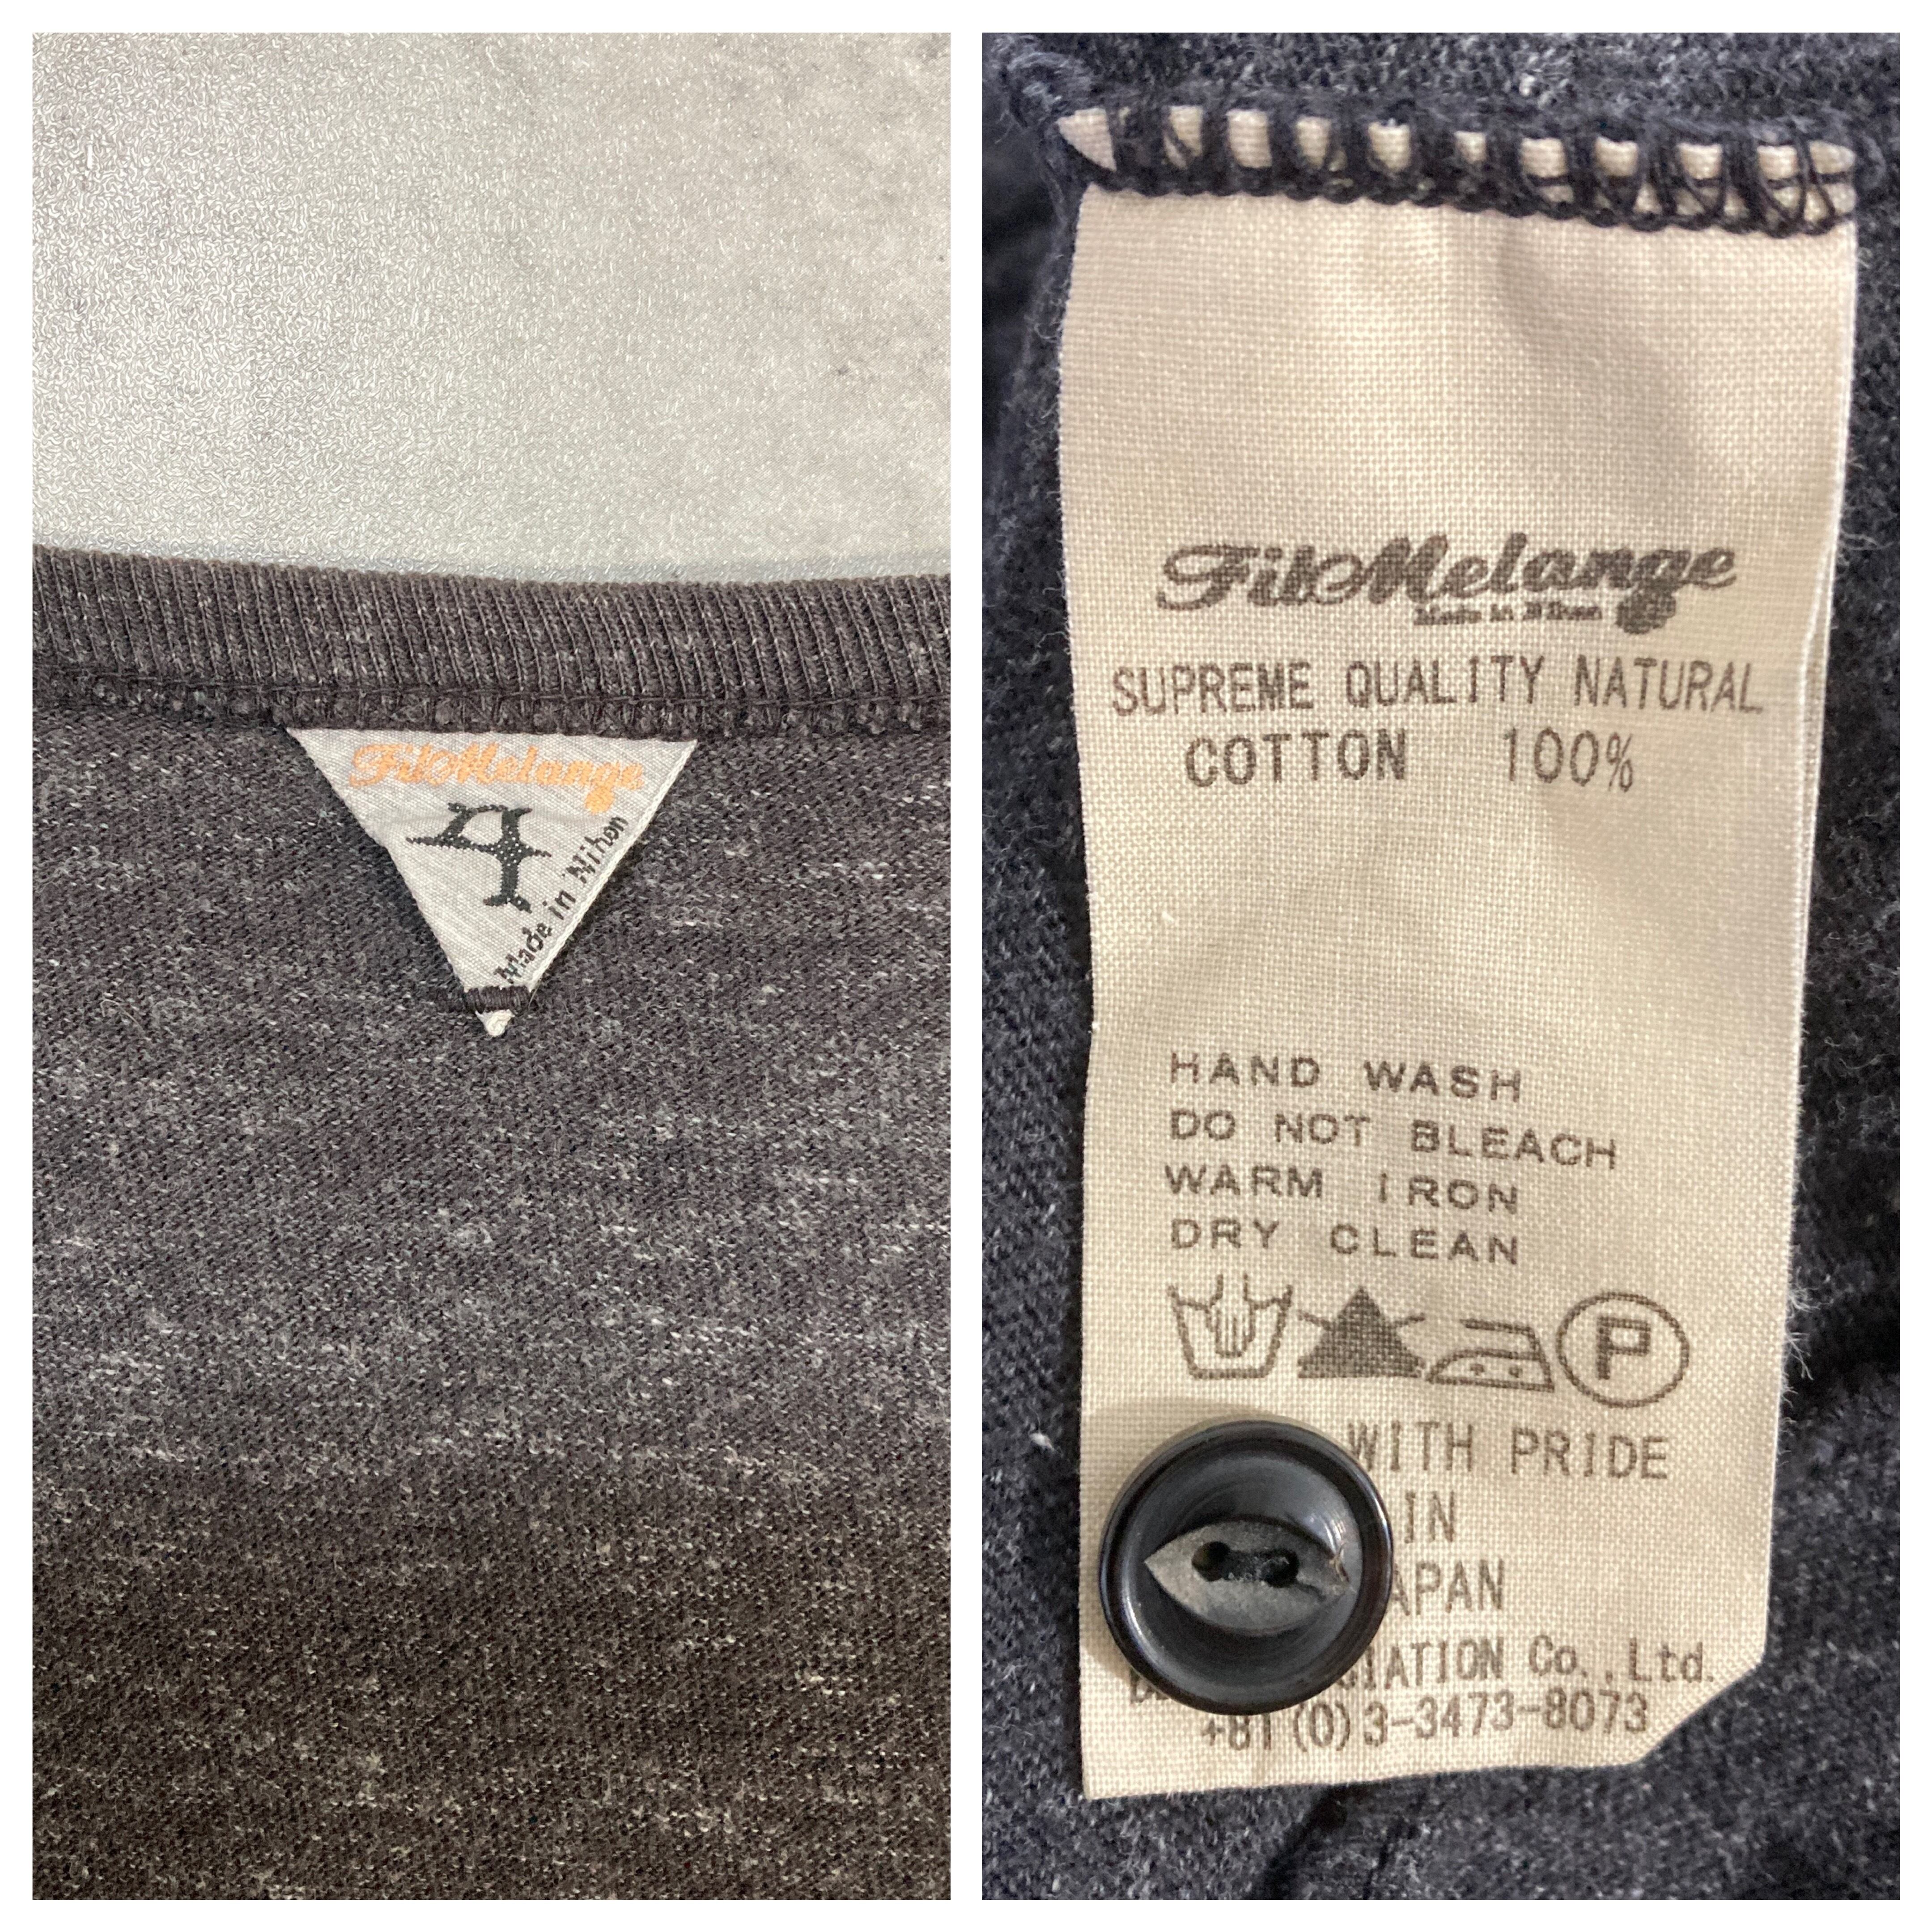 FilMelange
4
Made in Nihon
FilMelange
Made in Nihon
SUPREME QUALITY NATURAL
COTTON 100%
HAND WASH
DO NOT BLEACH
WARM IRON
DRY CLEAN
P
WITH PRIDE
IN
APAN
IATION Co.,Ltd.
+81(0)3-3473-8073